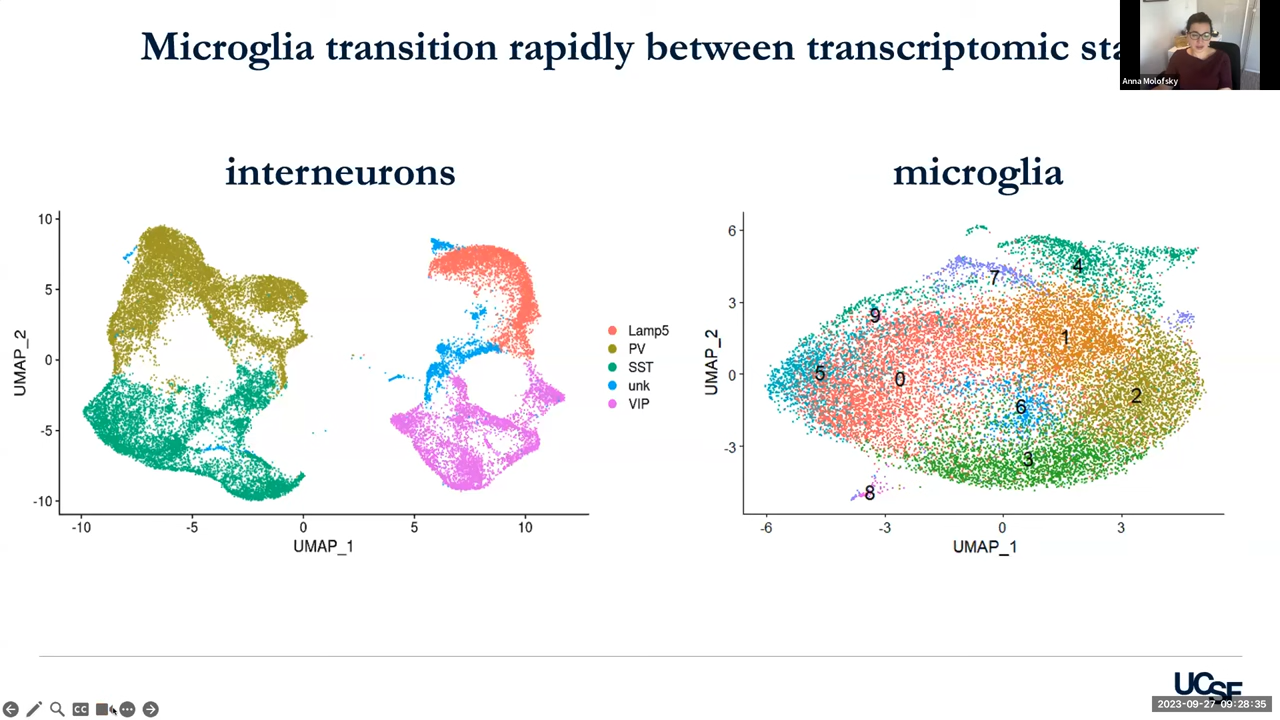 Microglia transition rapidly between transcriptomic sta
Anna Molofsky
interneurons
microglia
10
5
0
-5
-10
UMAP_2
-10
-5
0
5
10
UMAP_1
Lamp5
PV
SST
unk
VIP
6
3
0
-3
UMAP_2
4
7
9
1
5
0
2
6
3
8
-6
-3
0
3
UMAP_1
UCSF
CC
2023-09-27 09:28:35